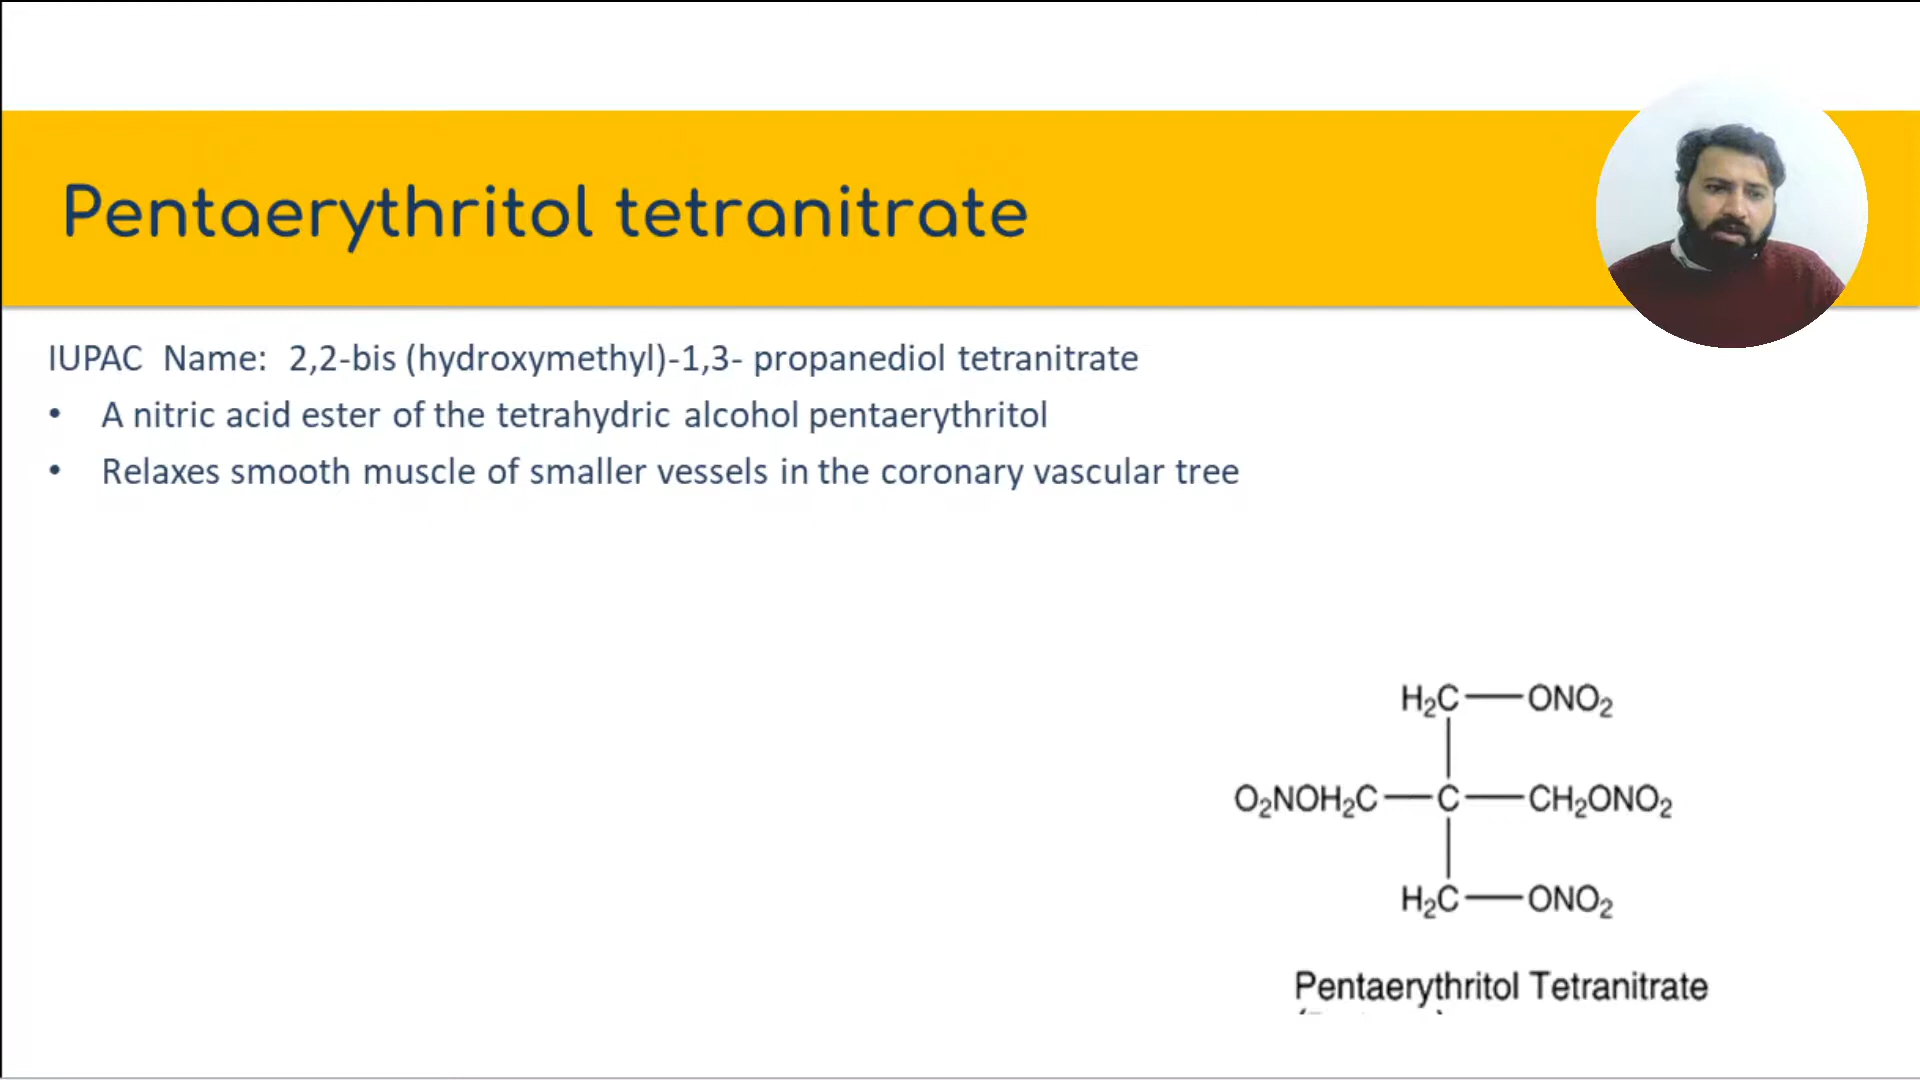 Pentaerythritol tetranitrate
IUPAC Name: 2,2-bis (hydroxymethyl)-1,3- propanediol tetranitrate
• A nitric acid ester of the tetrahydric alcohol pentaerythritol
• Relaxes smooth muscle of smaller vessels in the coronary vascular tree
H₂C—ONO₂
O₂NOH₂C—C—CH₂ONO₂
H₂C—ONO₂
Pentaerythritol Tetranitrate